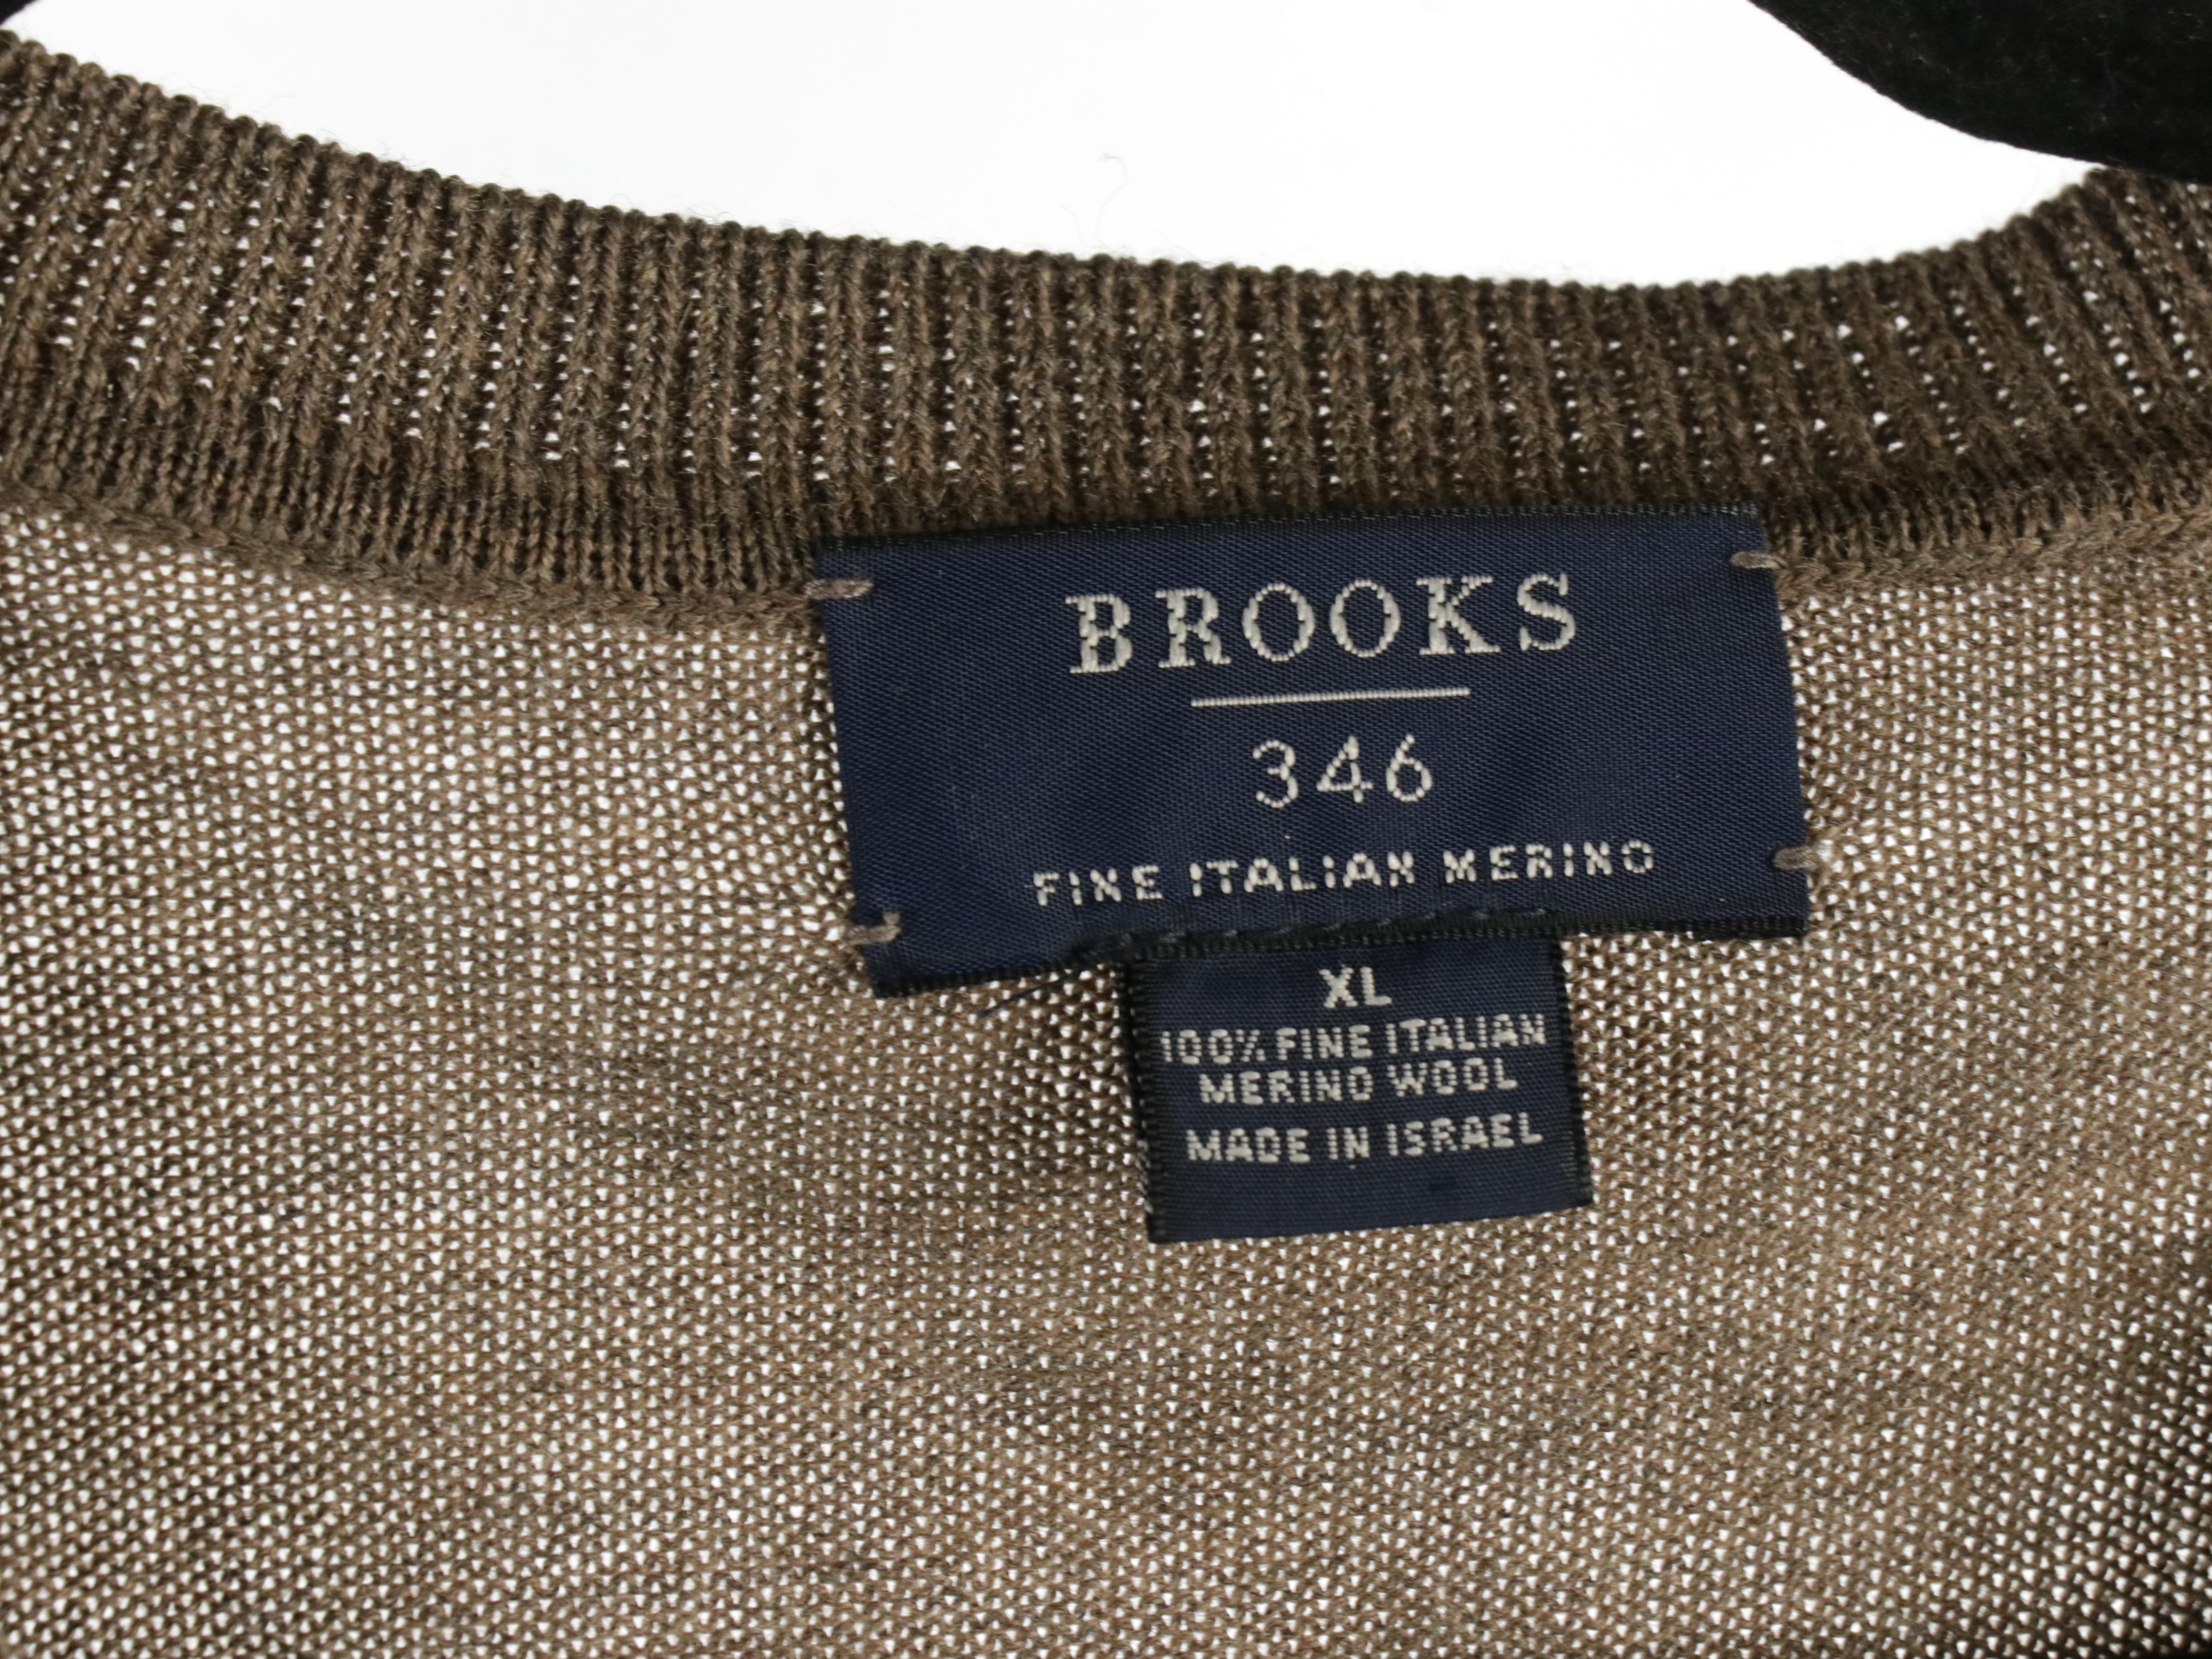 BROOKS
346
FINE ITALIAN MERINO
XL
100% FINE ITALIAN
MERINO WOOL
MADE IN ISRAEL